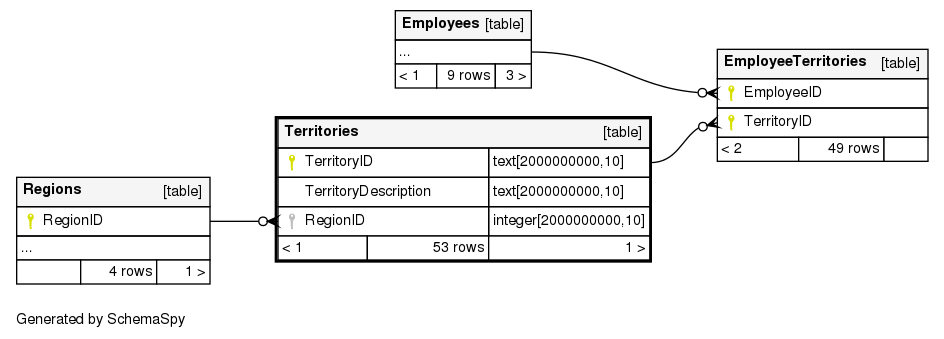 Employees [table]
...
< 1 9 rows 3 >
EmployeeTerritories [table]
EmployeeID
TerritoryID
< 2 49 rows
Territories [table]
TerritoryID text[2000000000,10]
TerritoryDescription text[2000000000,10]
RegionID integer[2000000000,10]
< 1 53 rows 1 >
Regions [table]
RegionID
...
4 rows 1 >
Generated by SchemaSpy